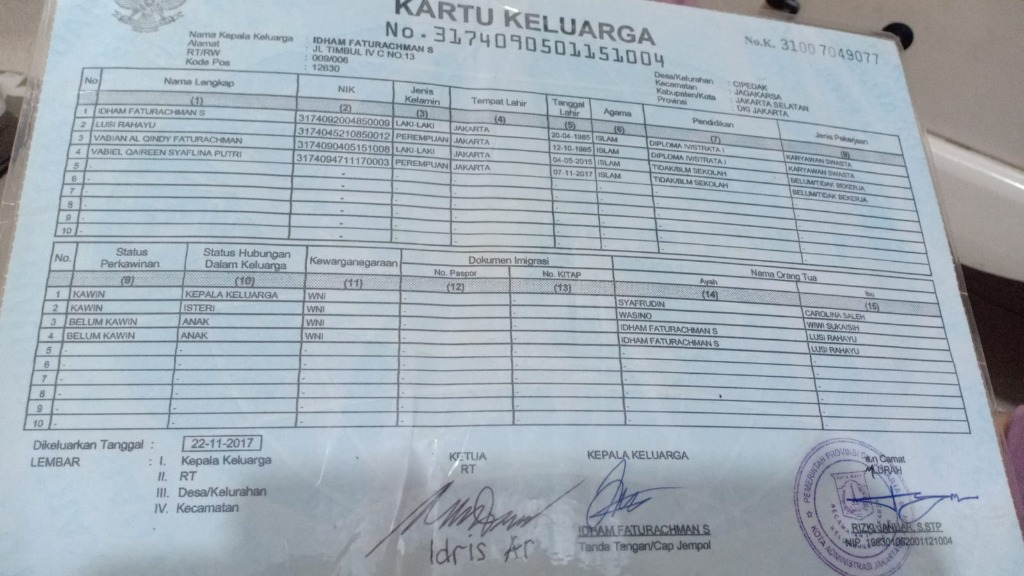 KARTU KELUARGA
No. 3174090501151004
No.K. 3100 7049077
Nama Kepala Keluarga : IDHAM FATURACHMAN S
Alamat : JL TIMBUL IV C NO.13
RT/RW : 009/006
Kode Pos : 12630
Desa/Kelurahan : CIPEDAK
Kecamatan : JAGAKARSA
Kabupaten/Kota : JAKARTA SELATAN
Provinsi : DKI JAKARTA
No Nama Lengkap NIK Jenis Kelamin Tempat Lahir Tanggal Lahir Agama Pendidikan Jenis Pekerjaan
(1) (2) (3) (4) (5) (6) (7) (8)
1 IDHAM FATURACHMAN S 3174092004850009 LAKI-LAKI JAKARTA 20-04-1985 ISLAM DIPLOMA IV/STRATA I KARYAWAN SWASTA
2 LUSI RAHAYU 3174045210850012 PEREMPUAN JAKARTA 12-10-1985 ISLAM DIPLOMA IV/STRATA I KARYAWAN SWASTA
3 VABIAN AL QINDY FATURACHMAN 3174090405151008 LAKI-LAKI JAKARTA 04-05-2015 ISLAM TIDAK/BLM SEKOLAH BELUM/TIDAK BEKERJA
4 VABIEL QAIREEN SYAFLINA PUTRI 3174094711170003 PEREMPUAN JAKARTA 07-11-2017 ISLAM TIDAK/BLM SEKOLAH BELUM/TIDAK BEKERJA
5 -
6 -
7 -
8 -
9 -
10 -
No. Status Perkawinan Status Hubungan Dalam Keluarga Kewarganegaraan Dokumen Imigrasi Nama Orang Tua
No. Paspor No. KITAP Ayah Ibu
(9) (10) (11) (12) (13) (14) (15)
1 KAWIN KEPALA KELUARGA WNI - - SYAFRUDIN CAROLINA SALEH
2 KAWIN ISTERI WNI - - WASINO WIWI SUKAISIH
3 BELUM KAWIN ANAK WNI - - IDHAM FATURACHMAN S LUSI RAHAYU
4 BELUM KAWIN ANAK WNI - - IDHAM FATURACHMAN S LUSI RAHAYU
5 -
6 -
7 -
8 -
9 -
10 -
Dikeluarkan Tanggal : 22-11-2017
LEMBAR : I. Kepala Keluarga
II. RT
III. Desa/Kelurahan
IV. Kecamatan
KETUA
RT
Idris Ar
KEPALA KELUARGA
IDHAM FATURACHMAN S
Tanda Tangan/Cap Jempol
a.n Camat
LURAH
RIZKI JANUAR, S.STP
PEMERINTAH PROVINSI
KOTA ADMINISTRASI JAKARTA